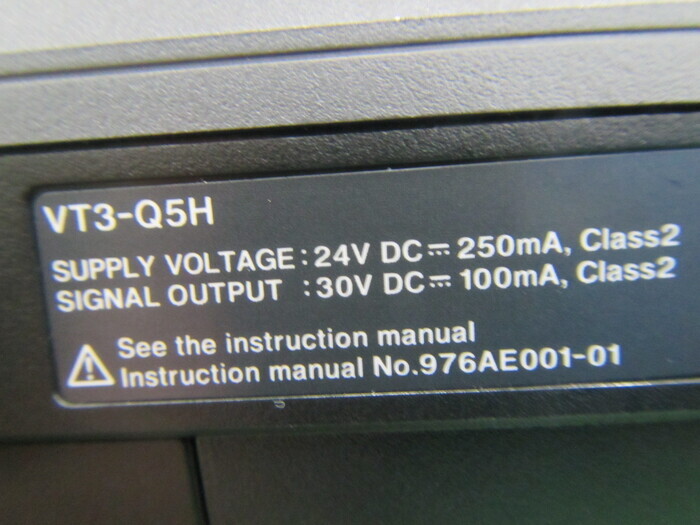 VT3-Q5H
SUPPLY VOLTAGE : 24V DC⎓ 250mA, Class2
SIGNAL OUTPUT : 30V DC⎓ 100mA, Class2
See the instruction manual
Instruction manual No.976AE001-01